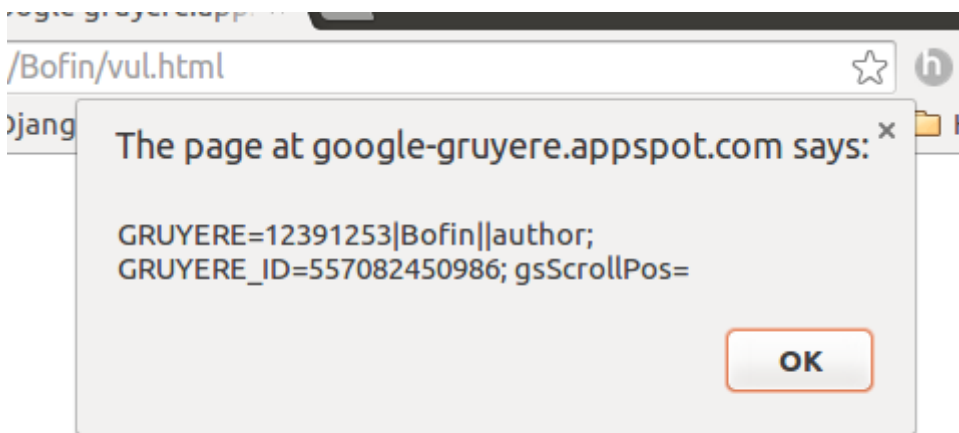 /Bofin/vul.html
h
Djang
The page at google-gruyere.appspot.com says:
GRUYERE=12391253|Bofin||author;
GRUYERE_ID=557082450986; gsScrollPos=
OK